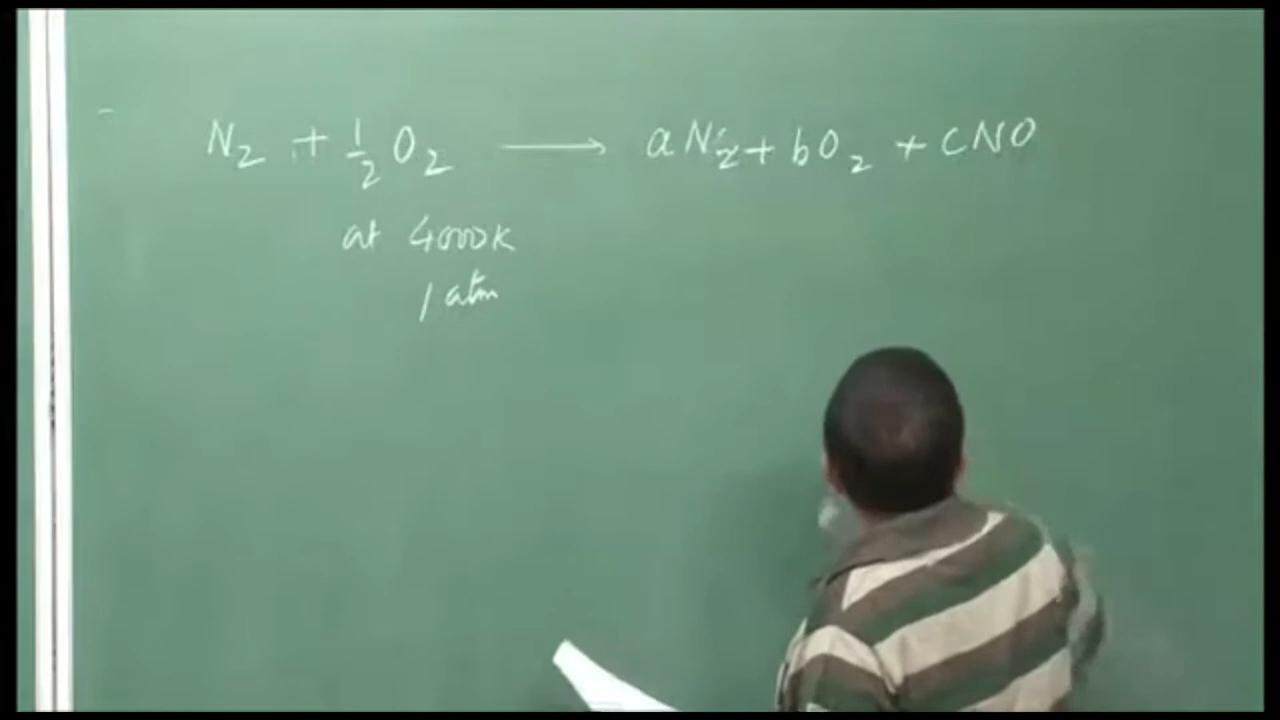 N₂ + ½ O₂ ⟶ aN₂ + bO₂ + cNO
at 4000K
1 atm